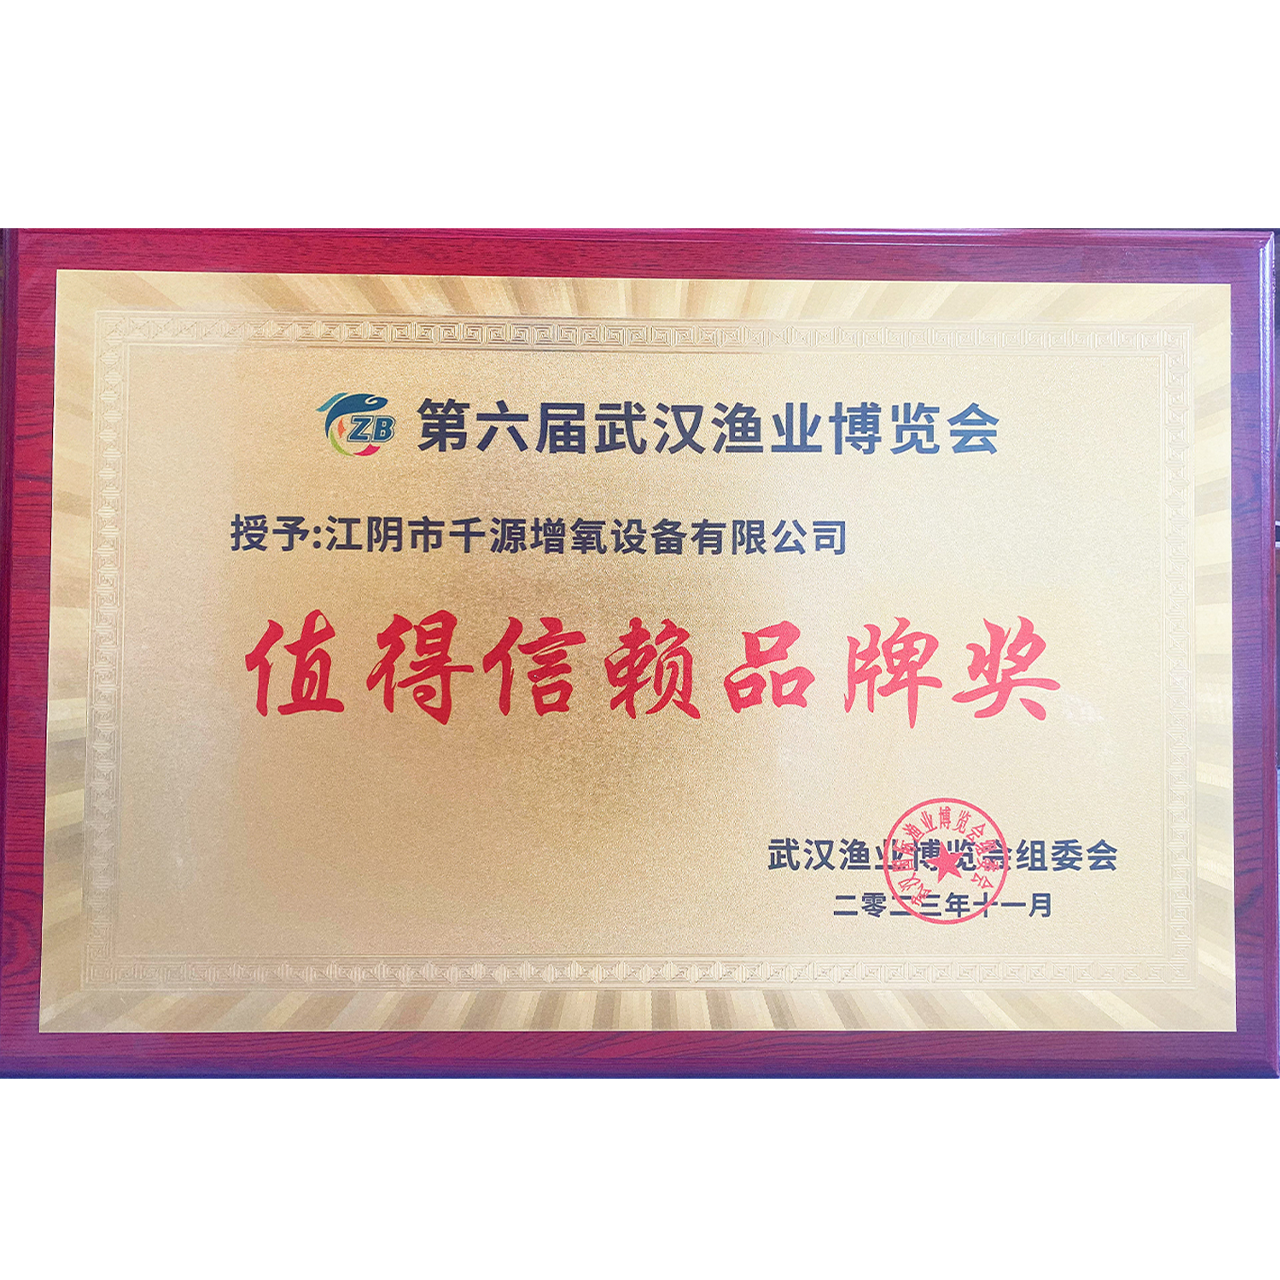 ZB 第六届武汉渔业博览会
授予:江阴市千源增氧设备有限公司
值得信赖品牌奖
武汉渔业博览会组委会
二零二三年十一月